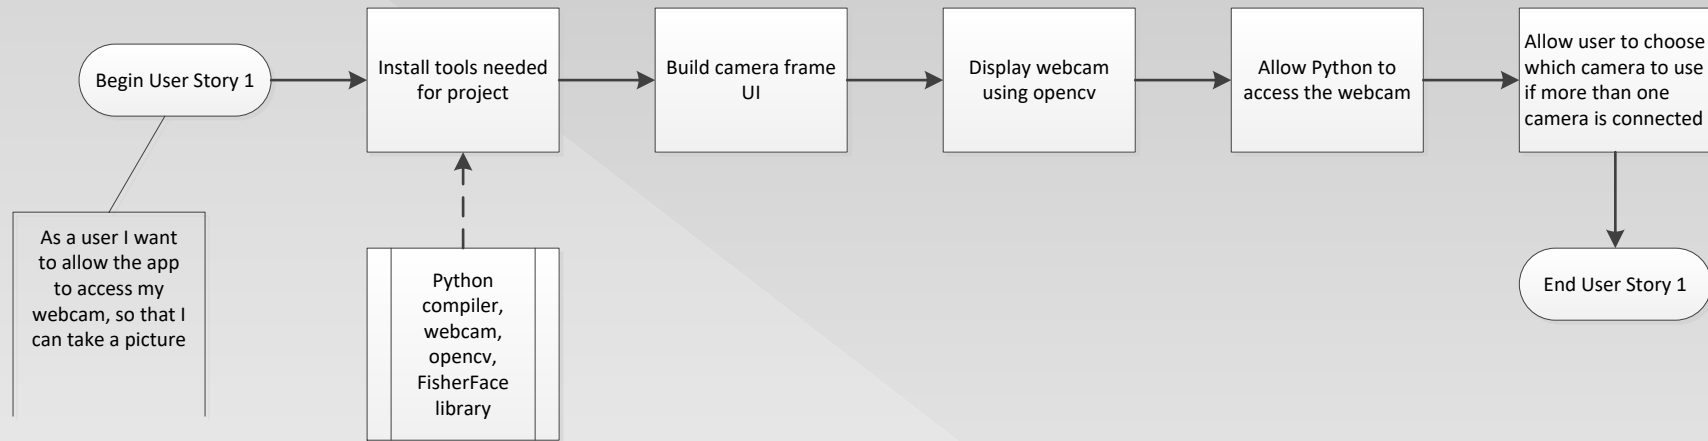 Begin User Story 1
Install tools needed
for project
Build camera frame
UI
Display webcam
using opencv
Allow Python to
access the webcam
Allow user to choose
which camera to use
if more than one
camera is connected
As a user I want
to allow the app
to access my
webcam, so that I
can take a picture
Python
compiler,
webcam,
opencv,
FisherFace
library
End User Story 1